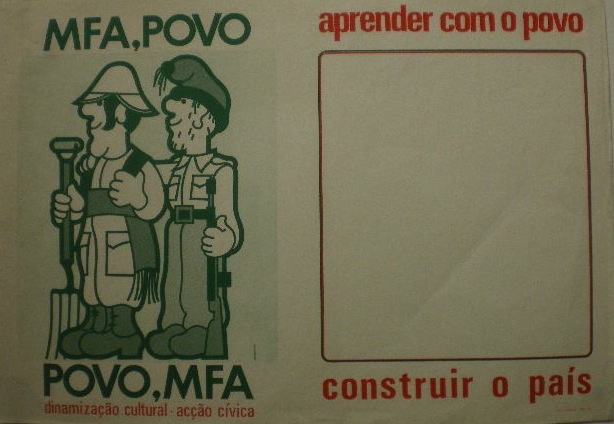 MFA, POVO
POVO, MFA
dinamização cultural · acção cívica
aprender com o povo
construir o país